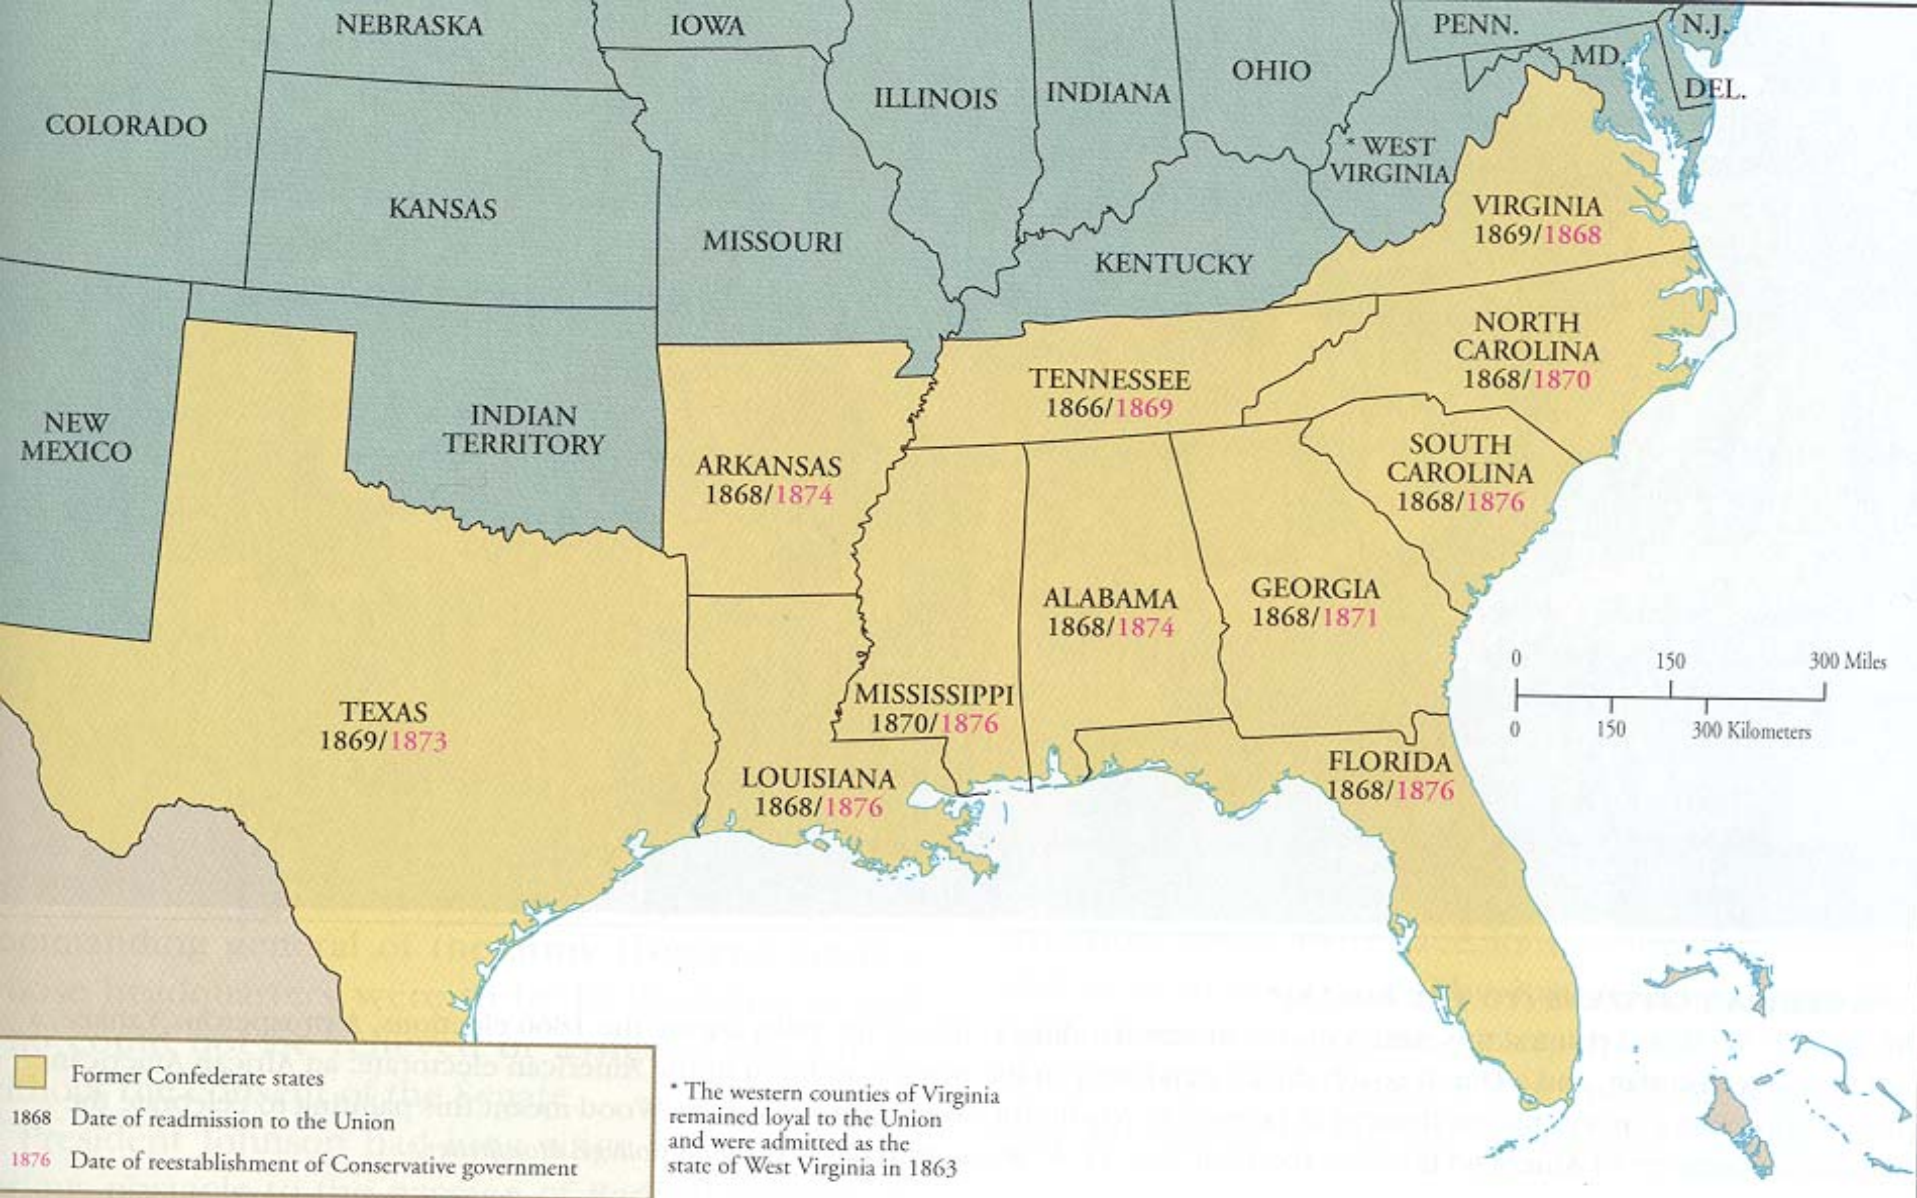 NEBRASKA
IOWA
PENN.
N.J.
MD.
OHIO
DEL.
ILLINOIS
INDIANA
COLORADO
* WEST
VIRGINIA
KANSAS
VIRGINIA
1869/1868
MISSOURI
KENTUCKY
NORTH
CAROLINA
1868/1870
TENNESSEE
1866/1869
NEW
MEXICO
INDIAN
TERRITORY
ARKANSAS
1868/1874
SOUTH
CAROLINA
1868/1876
ALABAMA
1868/1874
GEORGIA
1868/1871
0 150 300 Miles
0 150 300 Kilometers
MISSISSIPPI
1870/1876
TEXAS
1869/1873
LOUISIANA
1868/1876
FLORIDA
1868/1876
Former Confederate states
1868 Date of readmission to the Union
1876 Date of reestablishment of Conservative government
* The western counties of Virginia
remained loyal to the Union
and were admitted as the
state of West Virginia in 1863